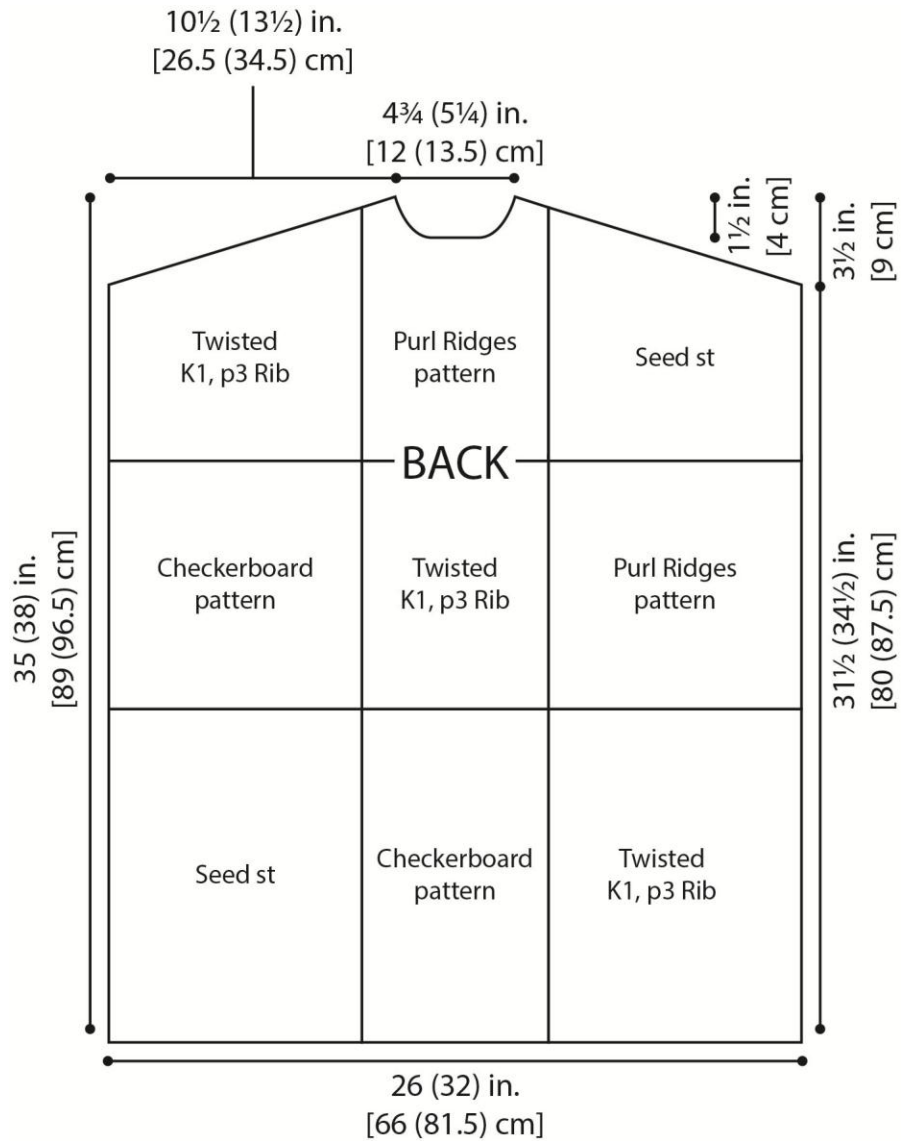 10½ (13½) in.
[26.5 (34.5) cm]
4¾ (5¼) in.
[12 (13.5) cm]
1½ in.
[4 cm]
3½ in.
[9 cm]
Twisted
K1, p3 Rib
Purl Ridges
pattern
Seed st
BACK
Checkerboard
pattern
Twisted
K1, p3 Rib
Purl Ridges
pattern
35 (38) in.
[89 (96.5) cm]
31½ (34½) in.
[80 (87.5) cm]
Seed st
Checkerboard
pattern
Twisted
K1, p3 Rib
26 (32) in.
[66 (81.5) cm]